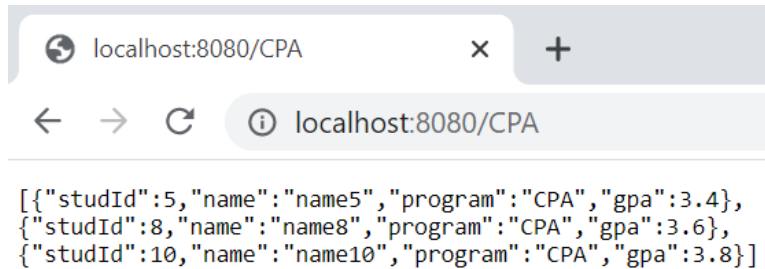 localhost:8080/CPA
localhost:8080/CPA
[{"studId":5,"name":"name5","program":"CPA","gpa":3.4},
{"studId":8,"name":"name8","program":"CPA","gpa":3.6},
{"studId":10,"name":"name10","program":"CPA","gpa":3.8}]